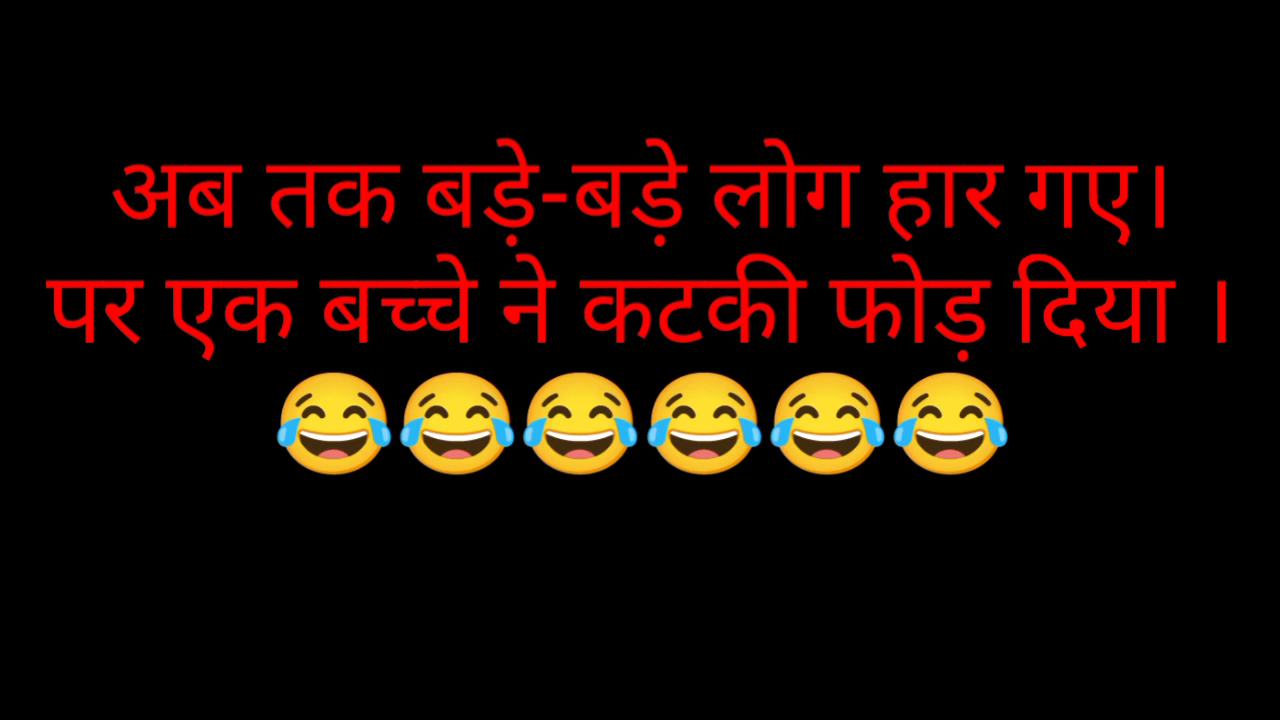 अब तक बड़े-बड़े लोग हार गए।
पर एक बच्चे ने कटकी फोड़ दिया ।
😂😂😂😂😂😂